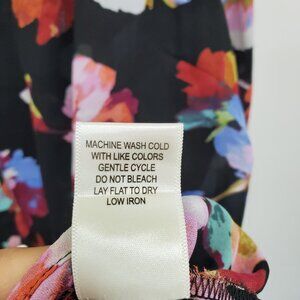 MACHINE WASH COLD
WITH LIKE COLORS
GENTLE CYCLE
DO NOT BLEACH
LAY FLAT TO DRY
LOW IRON